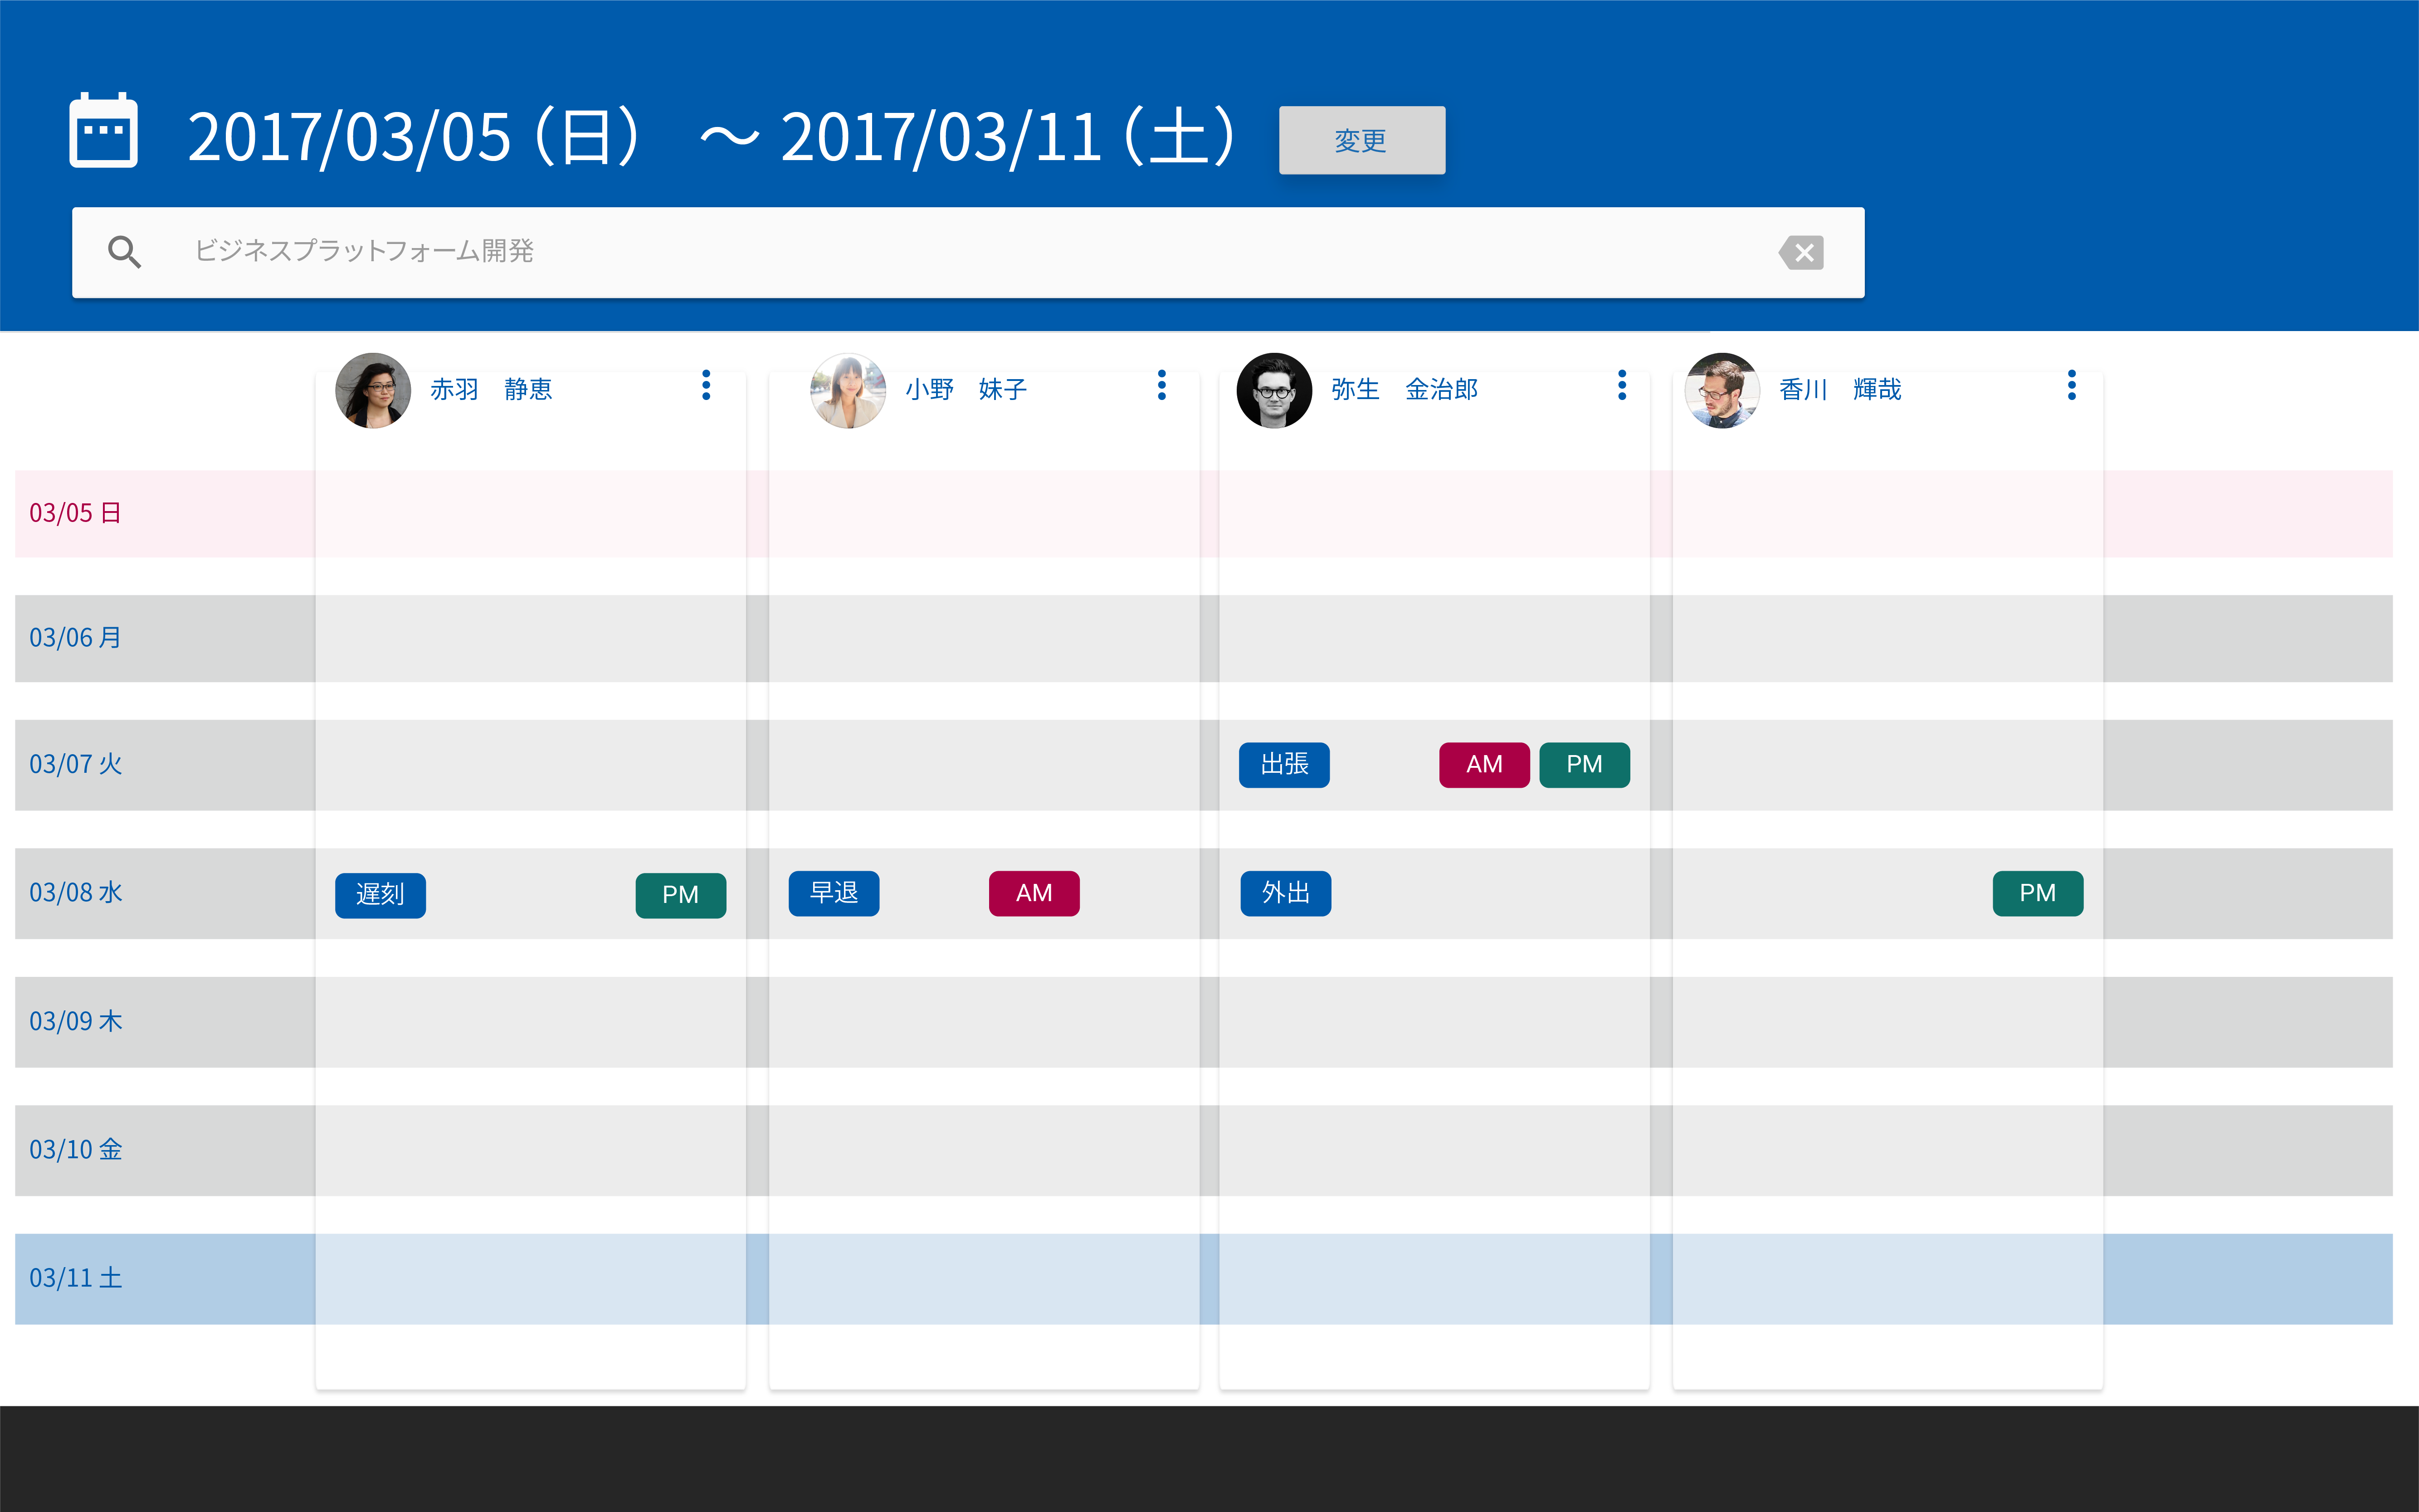 2017/03/05（日）　～ 2017/03/11（土） 変更
ビジネスプラットフォーム開発
赤羽　静恵 小野　妹子 弥生　金治郎 香川　輝哉
03/05 日
03/06 月
03/07 火 出張 AM PM
03/08 水 遅刻 PM 早退 AM 外出 PM
03/09 木
03/10 金
03/11 土